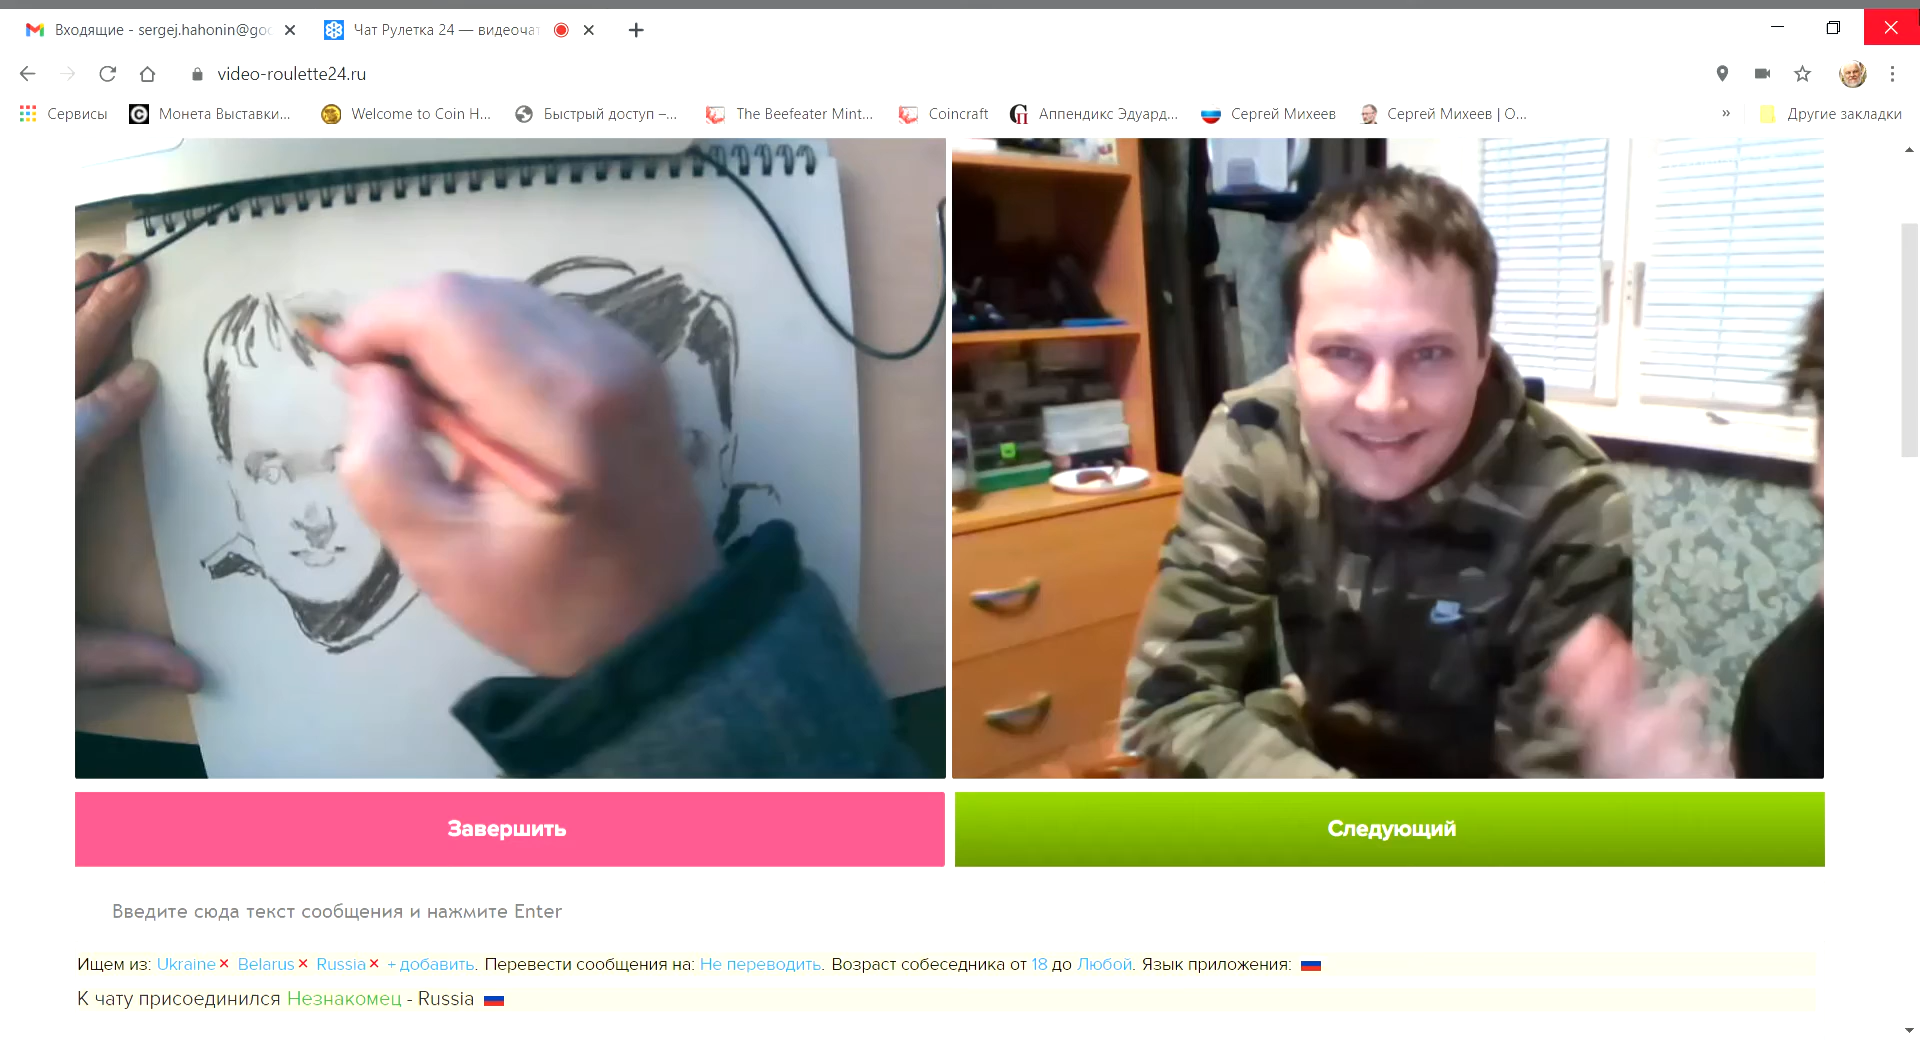 Входящие - sergej.hahonin@goo
Чат Рулетка 24 — видеочат
video-roulette24.ru
Сервисы
Монета Выставки...
Welcome to Coin H...
Быстрый доступ –...
The Beefeater Mint...
Coincraft
Аппендикс Эдуард...
Сергей Михеев
Сергей Михеев | О...
»
Другие закладки
Завершить
Следующий
Введите сюда текст сообщения и нажмите Enter
Ищем из: Ukraine× Belarus× Russia× + добавить. Перевести сообщения на: Не переводить. Возраст собеседника от 18 до Любой. Язык приложения:
К чату присоединился Незнакомец - Russia